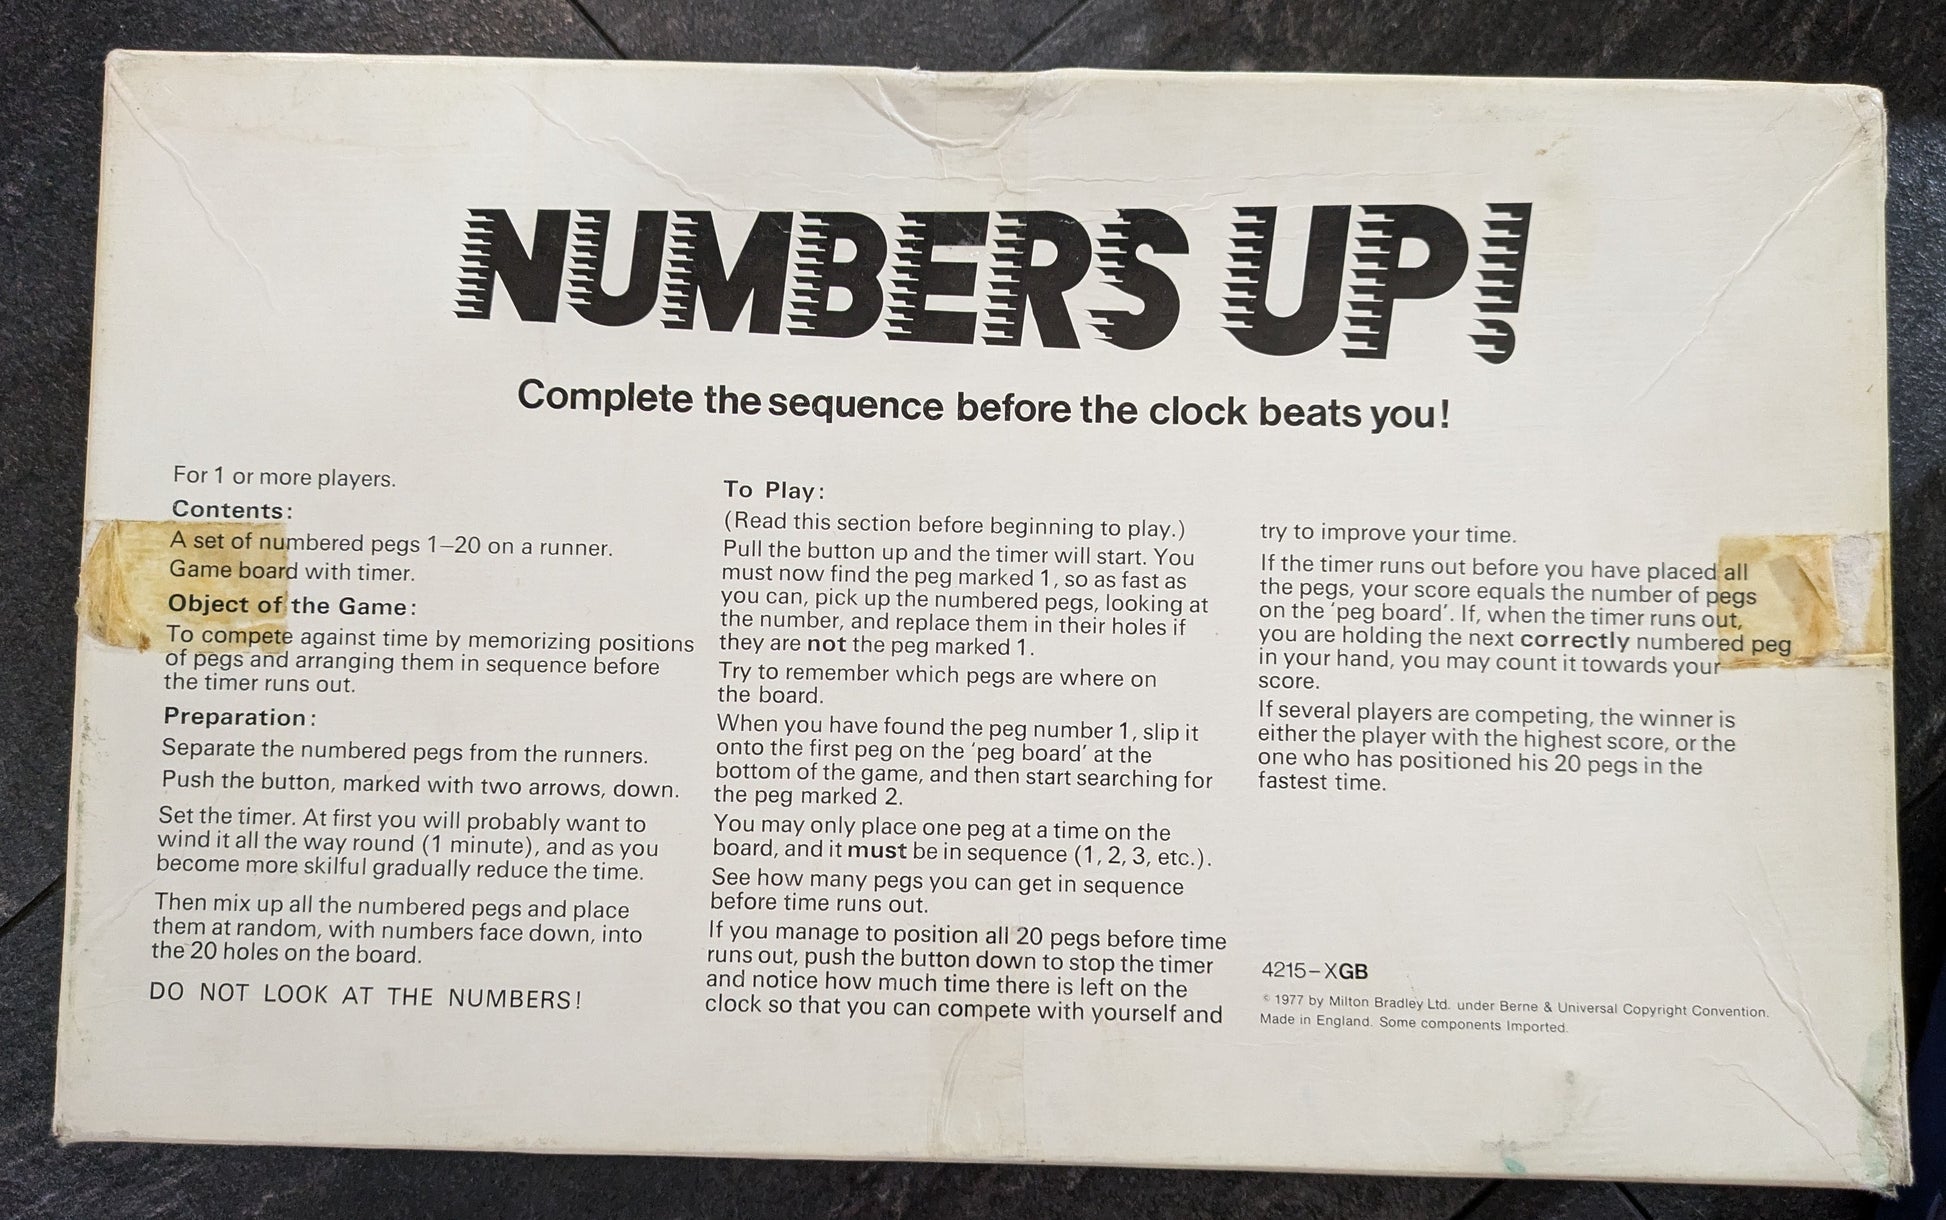 NUMBERS UP!
Complete the sequence before the clock beats you!
For 1 or more players.
Contents:
A set of numbered pegs 1–20 on a runner.
Game board with timer.
Object of the Game:
To compete against time by memorizing positions
of pegs and arranging them in sequence before
the timer runs out.
Preparation:
Separate the numbered pegs from the runners.
Push the button, marked with two arrows, down.
Set the timer. At first you will probably want to
wind it all the way round (1 minute), and as you
become more skilful gradually reduce the time.
Then mix up all the numbered pegs and place
them at random, with numbers face down, into
the 20 holes on the board.
DO NOT LOOK AT THE NUMBERS!
To Play:
(Read this section before beginning to play.)
Pull the button up and the timer will start. You
must now find the peg marked 1, so as fast as
you can, pick up the numbered pegs, looking at
the number, and replace them in their holes if
they are not the peg marked 1.
Try to remember which pegs are where on
the board.
When you have found the peg number 1, slip it
onto the first peg on the 'peg board' at the
bottom of the game, and then start searching for
the peg marked 2.
You may only place one peg at a time on the
board, and it must be in sequence (1, 2, 3, etc.).
See how many pegs you can get in sequence
before time runs out.
If you manage to position all 20 pegs before time
runs out, push the button down to stop the timer
and notice how much time there is left on the
clock so that you can compete with yourself and
try to improve your time.
If the timer runs out before you have placed all
the pegs, your score equals the number of pegs
on the 'peg board'. If, when the timer runs out,
you are holding the next correctly numbered peg
in your hand, you may count it towards your
score.
If several players are competing, the winner is
either the player with the highest score, or the
one who has positioned his 20 pegs in the
fastest time.
4215–XGB
© 1977 by Milton Bradley Ltd. under Berne & Universal Copyright Convention.
Made in England. Some components Imported.